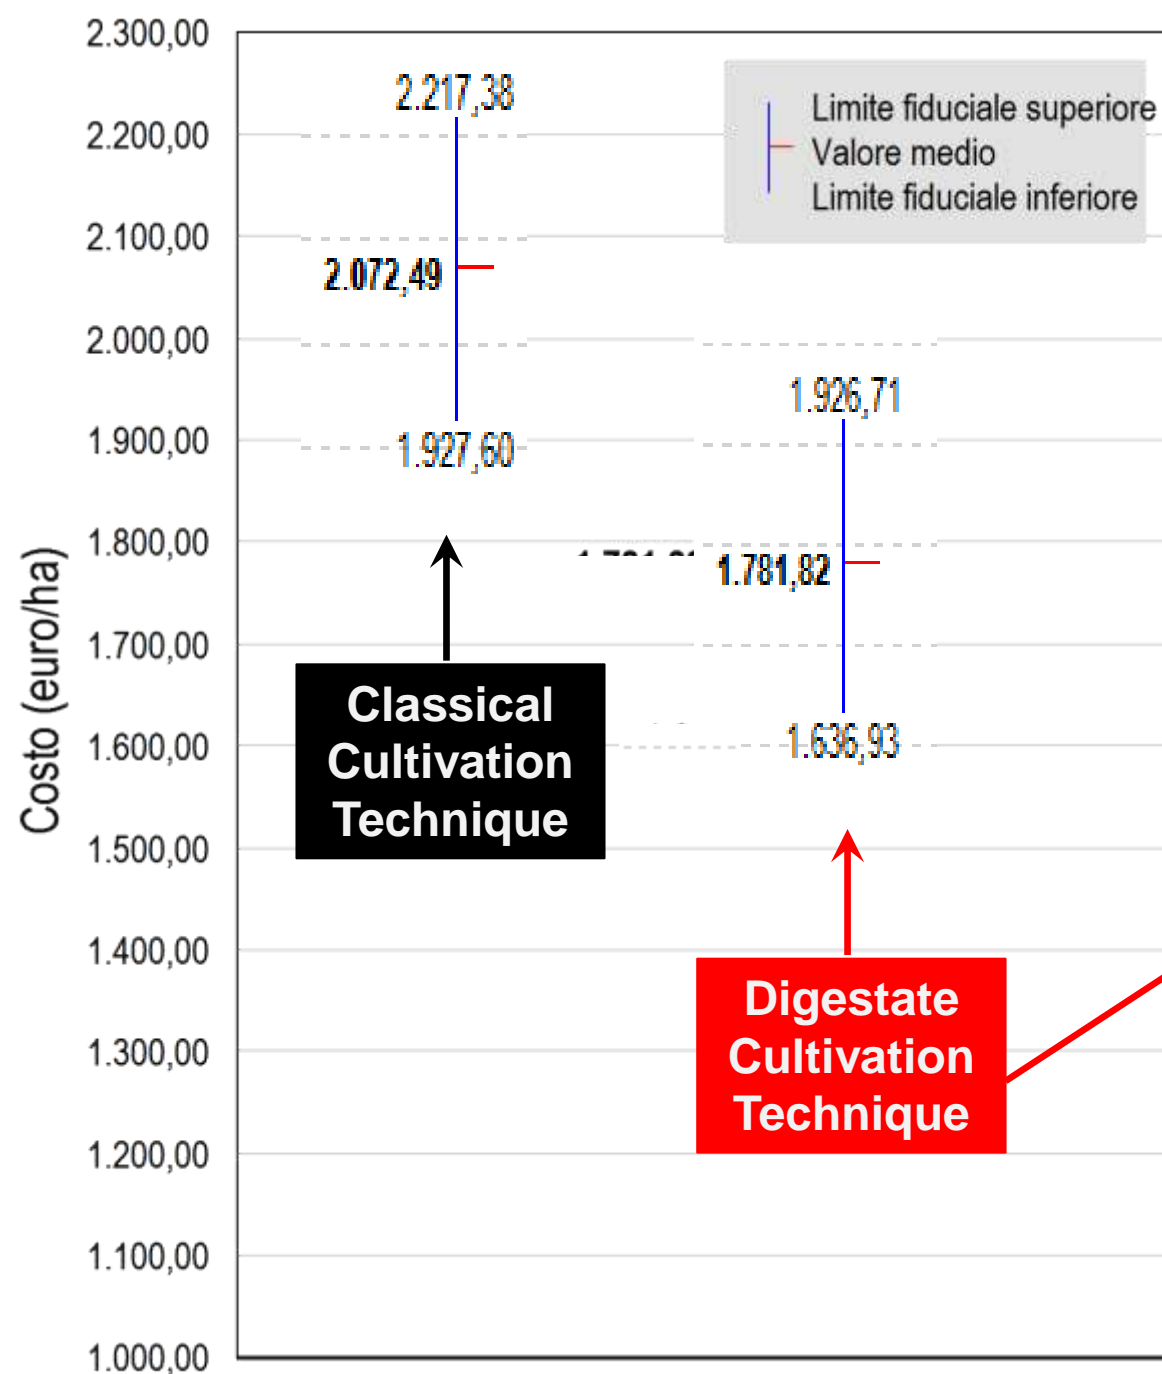 2.300,00
2.200,00
2.100,00
2.000,00
1.900,00
1.800,00
1.700,00
1.600,00
1.500,00
1.400,00
1.300,00
1.200,00
1.100,00
1.000,00
Costo (euro/ha)
2.217,38
2.072,49
1.927,60
Limite fiduciale superiore
Valore medio
Limite fiduciale inferiore
1.926,71
1.781,82
1.636,93
Classical
Cultivation
Technique
Digestate
Cultivation
Technique